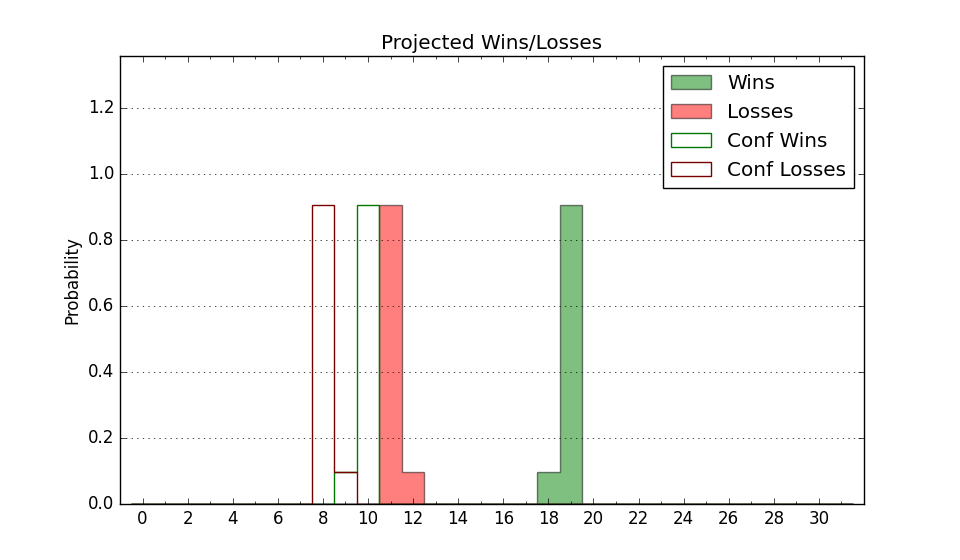 Projected Wins/Losses
Wins
Losses
Conf Wins
Conf Losses
Probability
1.2
1.0
0.8
0.6
0.4
0.2
0.0
0 2 4 6 8 10 12 14 16 18 20 22 24 26 28 30